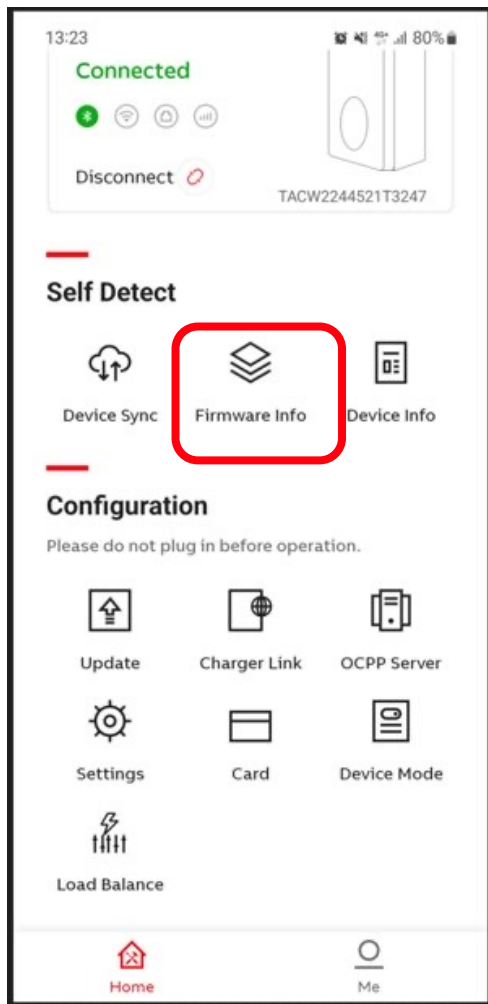 13:23 80%
Connected
Disconnect
TACW2244521T3247
Self Detect
Device Sync Firmware Info Device Info
Configuration
Please do not plug in before operation.
Update Charger Link OCPP Server
Settings Card Device Mode
Load Balance
Home Me